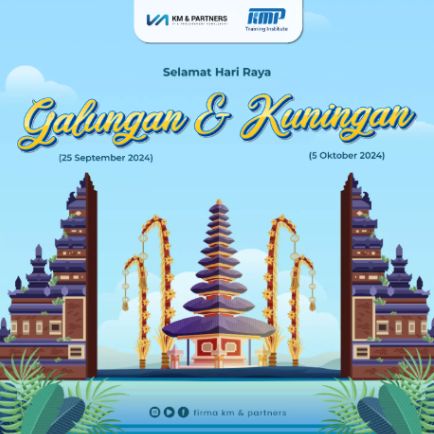 KM & PARTNERS
KMP
Training Institute
Selamat Hari Raya
Galungan & Kuningan
(25 September 2024)
(5 Oktober 2024)
firma km & partners